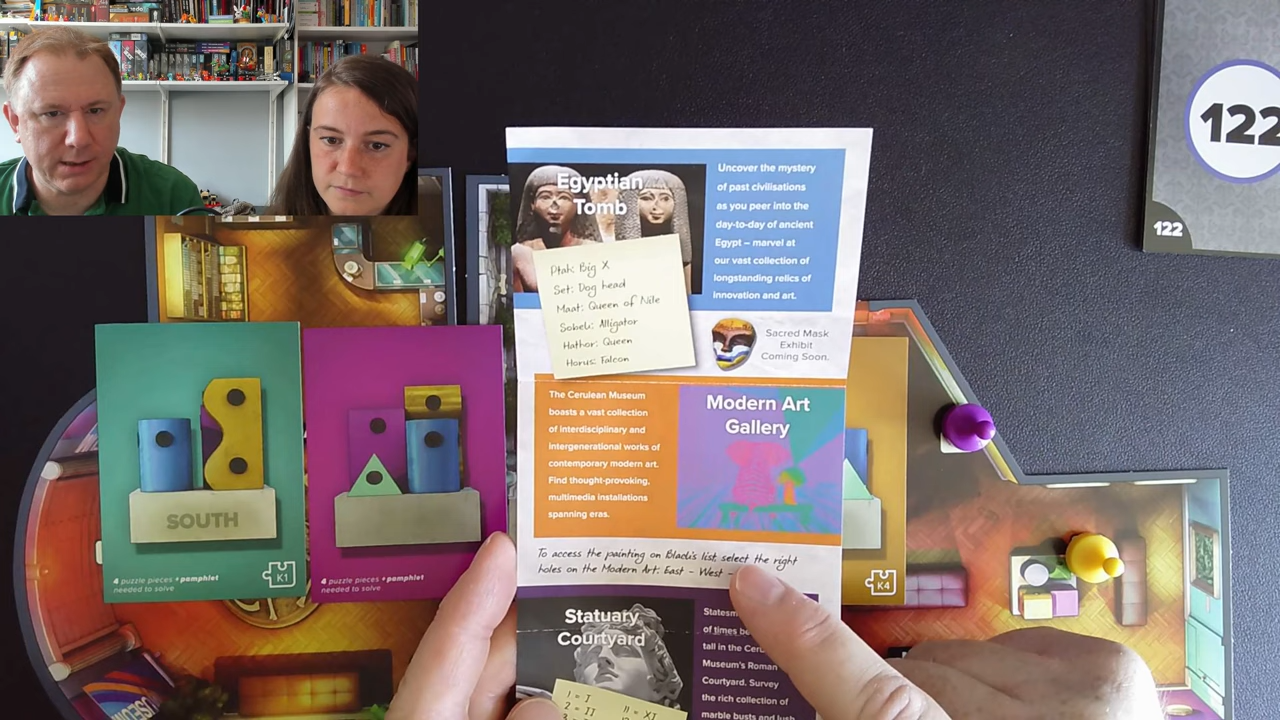 122
122
Egyptian
Tomb
Uncover the mystery
of past civilisations
as you peer into the
day-to-day of ancient
Egypt – marvel at
our vast collection of
longstanding relics of
innovation and art.
Ptah: Big X
Set: Dog head
Maat: Queen of Nile
Sobek: Alligator
Hathor: Queen
Horus: Falcon
Sacred Mask
Exhibit
Coming Soon.
The Cerulean Museum
boasts a vast collection
of interdisciplinary and
intergenerational works of
contemporary modern art.
Find thought-provoking,
multimedia installations
spanning eras.
Modern Art
Gallery
To access the painting on Black's list, select the right
holes on the Modern Art: East - West -
Statuary
Courtyard
Statesm
of times be
tall in the Ceru
Museum's Roman
Courtyard. Survey
the rich collection of
marble busts and lush
1 = I
2 = II
11 = XI
SOUTH
4 puzzle pieces + pamphlet
needed to solve
K1
4 puzzle pieces + pamphlet
needed to solve
K4